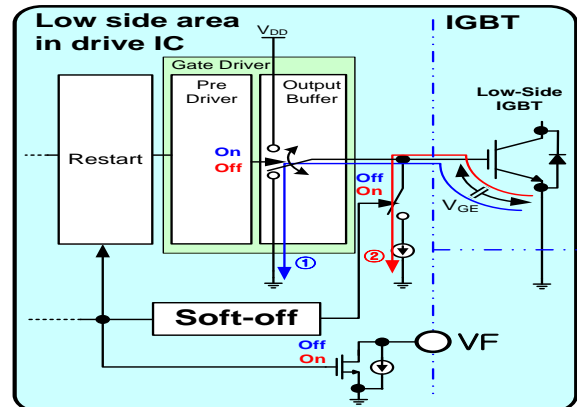 Low side area
in drive IC
IGBT
VDD
Gate Driver
Pre
Driver
Output
Buffer
Low-Side
IGBT
Restart
On
Off
Off
On
VGE
①
②
Soft-off
Off
On
VF